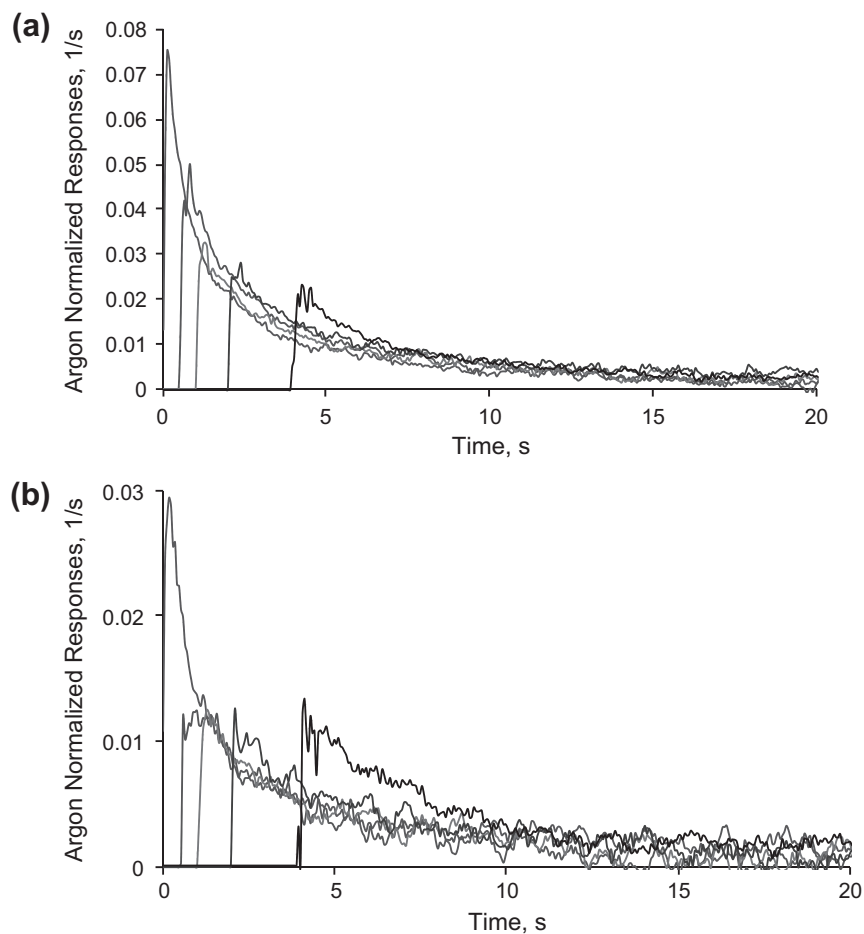 (a)
Argon Normalized Responses, 1/s
0.08
0.07
0.06
0.05
0.04
0.03
0.02
0.01
0
0 5 10 15 20
Time, s
(b)
Argon Normalized Responses, 1/s
0.03
0.02
0.01
0
0 5 10 15 20
Time, s